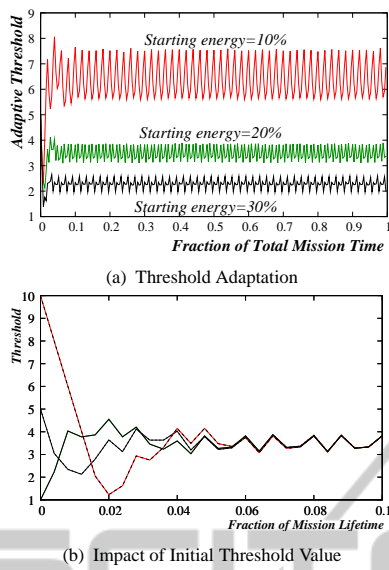 9
8
7
6
5
4
3
2
1
Adaptive Threshold
Starting energy=10%
Starting energy=20%
Starting energy=30%
0 0.1 0.2 0.3 0.4 0.5 0.6 0.7 0.8 0.9 1
Fraction of Total Mission Time
(a) Threshold Adaptation
10
9
8
7
6
5
4
3
2
1
Threshold
0 0.02 0.04 0.06 0.08 0.1
Fraction of Mission Lifetime
(b) Impact of Initial Threshold Value